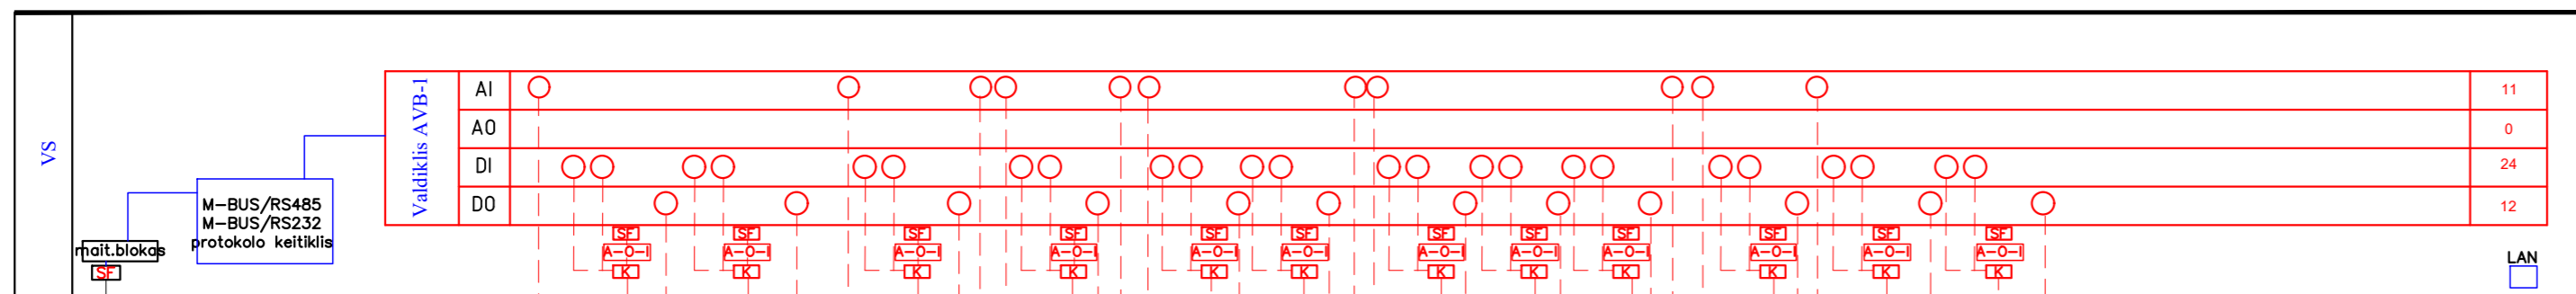 VS
Valdiklis AVB-1
AI
11
AO
0
DI
24
DO
12
M-BUS/RS485
M-BUS/RS232
protokolo keitiklis
mait.blokas
SF
SF SF SF SF SF SF SF SF SF SF SF SF
A-O-I A-O-I A-O-I A-O-I A-O-I A-O-I A-O-I A-O-I A-O-I A-O-I A-O-I A-O-I
K K K K K K K K K K K K
LAN